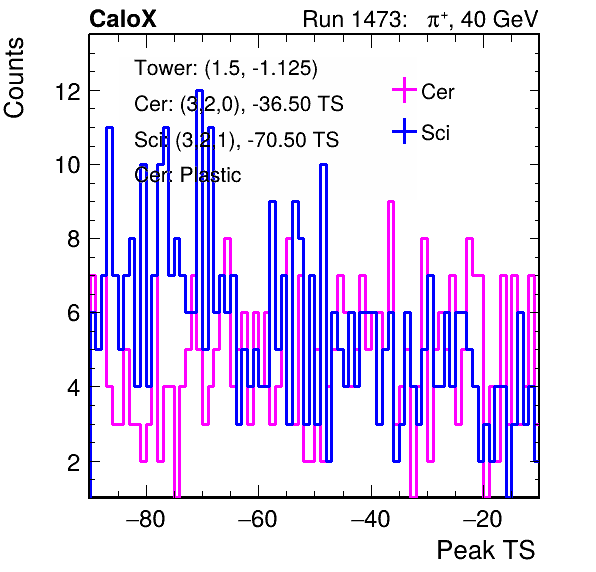 CaloX Run 1473: π+, 40 GeV
Counts
Tower: (1.5, -1.125)
Cer: (3,2,0), -36.50 TS
Sci: (3,2,1), -70.50 TS
Cer: Plastic
Cer
Sci
12
10
8
6
4
2
−80 −60 −40 −20
Peak TS